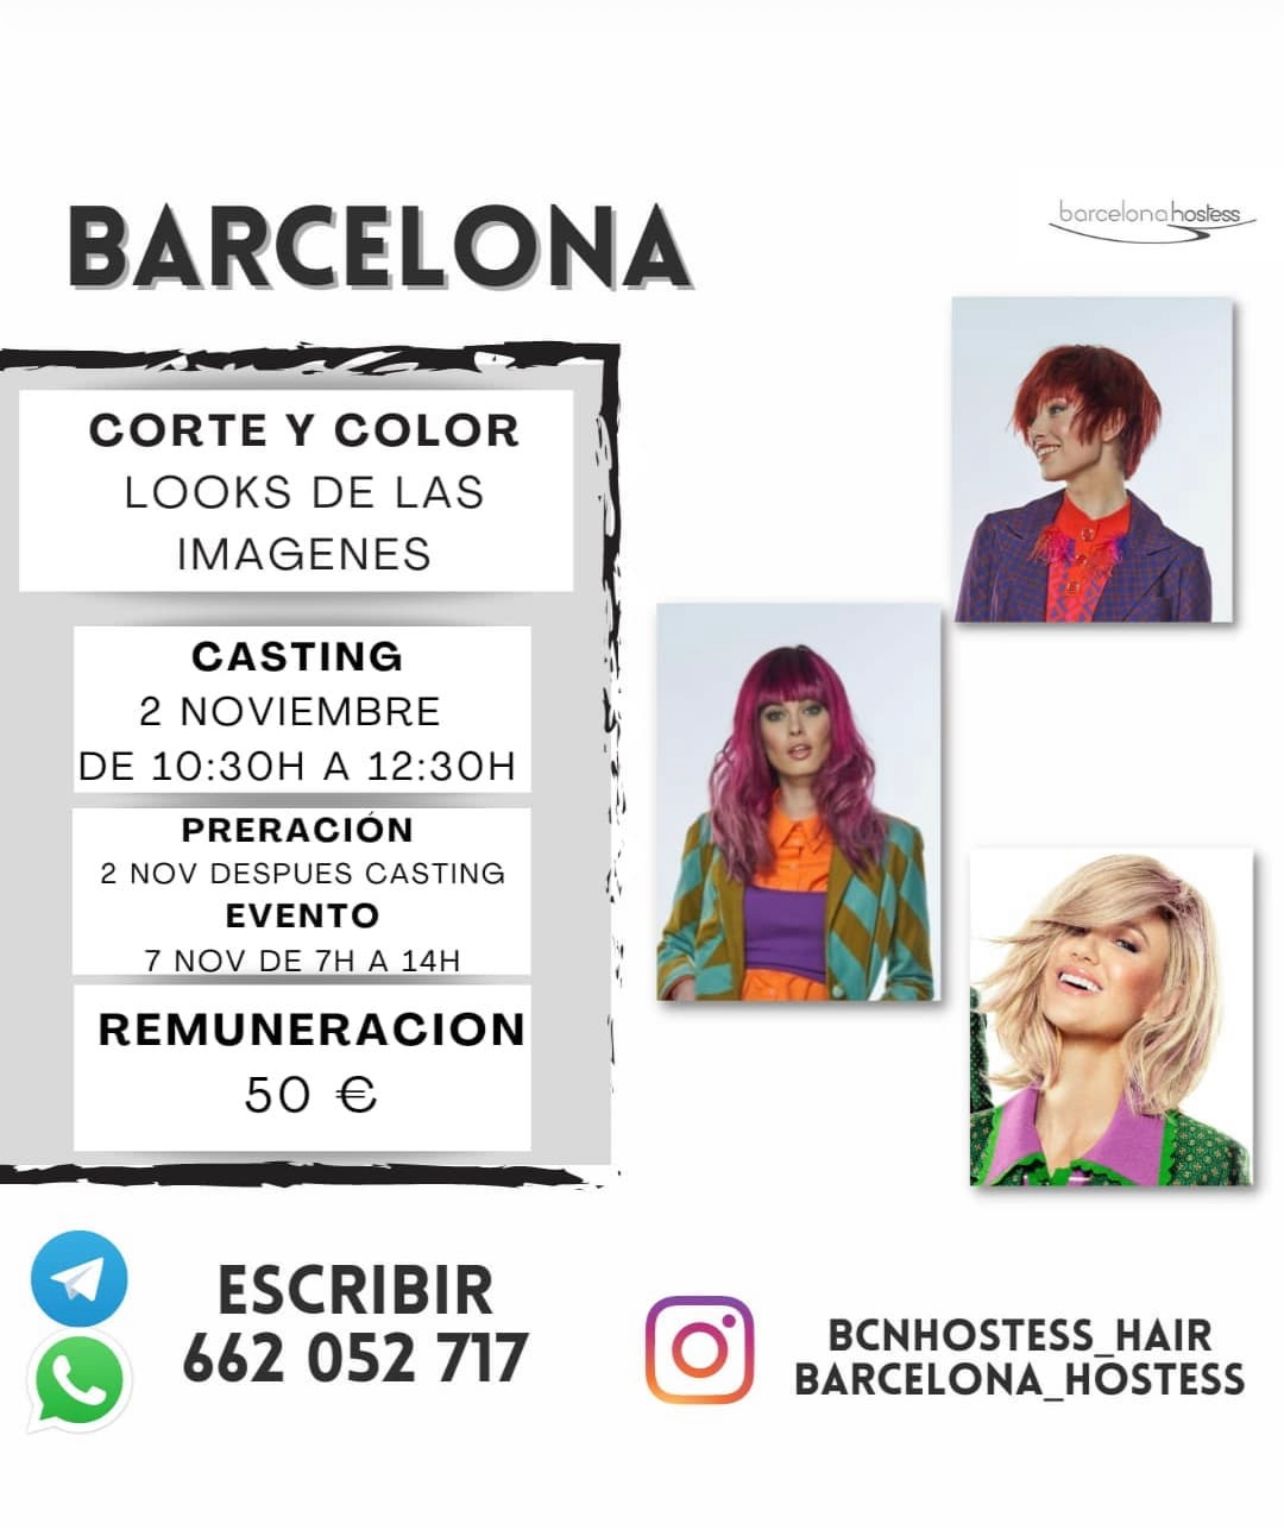 BARCELONA
barcelonahostess
CORTE Y COLOR
LOOKS DE LAS
IMAGENES
CASTING
2 NOVIEMBRE
DE 10:30H A 12:30H
PRERACIÓN
2 NOV DESPUES CASTING
EVENTO
7 NOV DE 7H A 14H
REMUNERACION
50 €
ESCRIBIR
662 052 717
BCNHOSTESS_HAIR
BARCELONA_HOSTESS